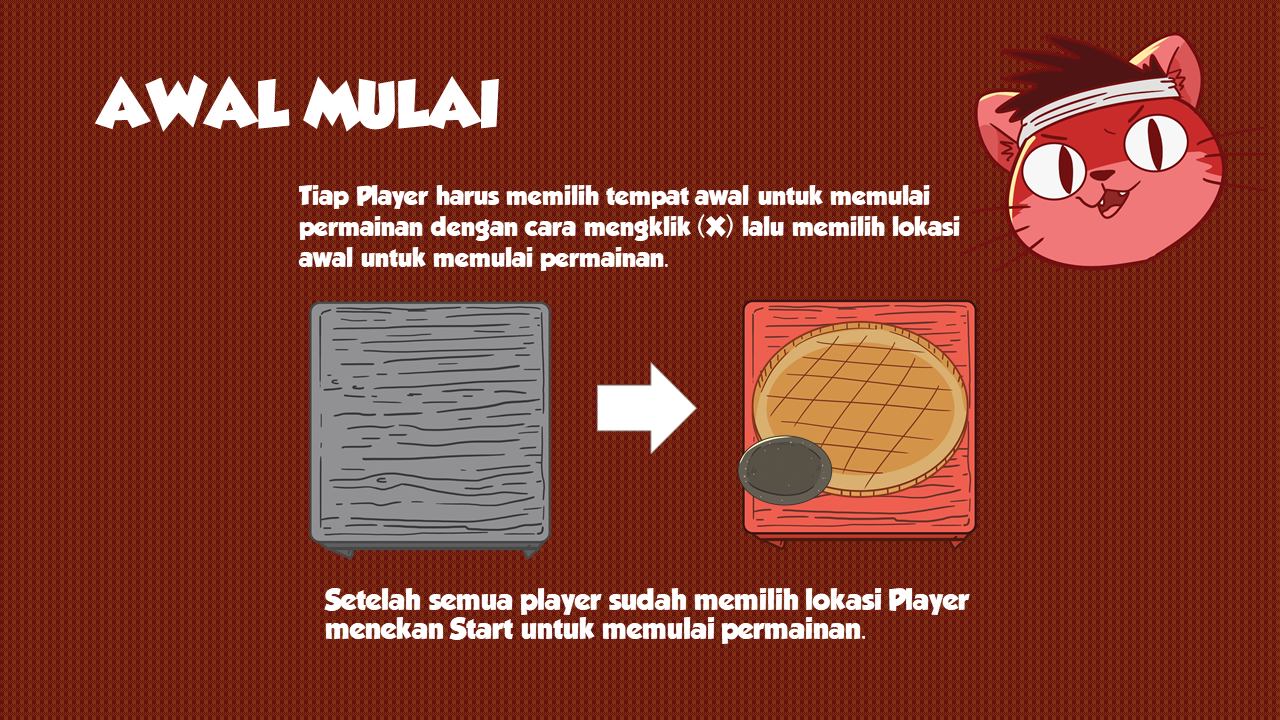 AWAL MULAI
Tiap Player harus memilih tempat awal untuk memulai
permainan dengan cara mengklik (X) lalu memilih lokasi
awal untuk memulai permainan.
Setelah semua player sudah memilih lokasi Player
menekan Start untuk memulai permainan.